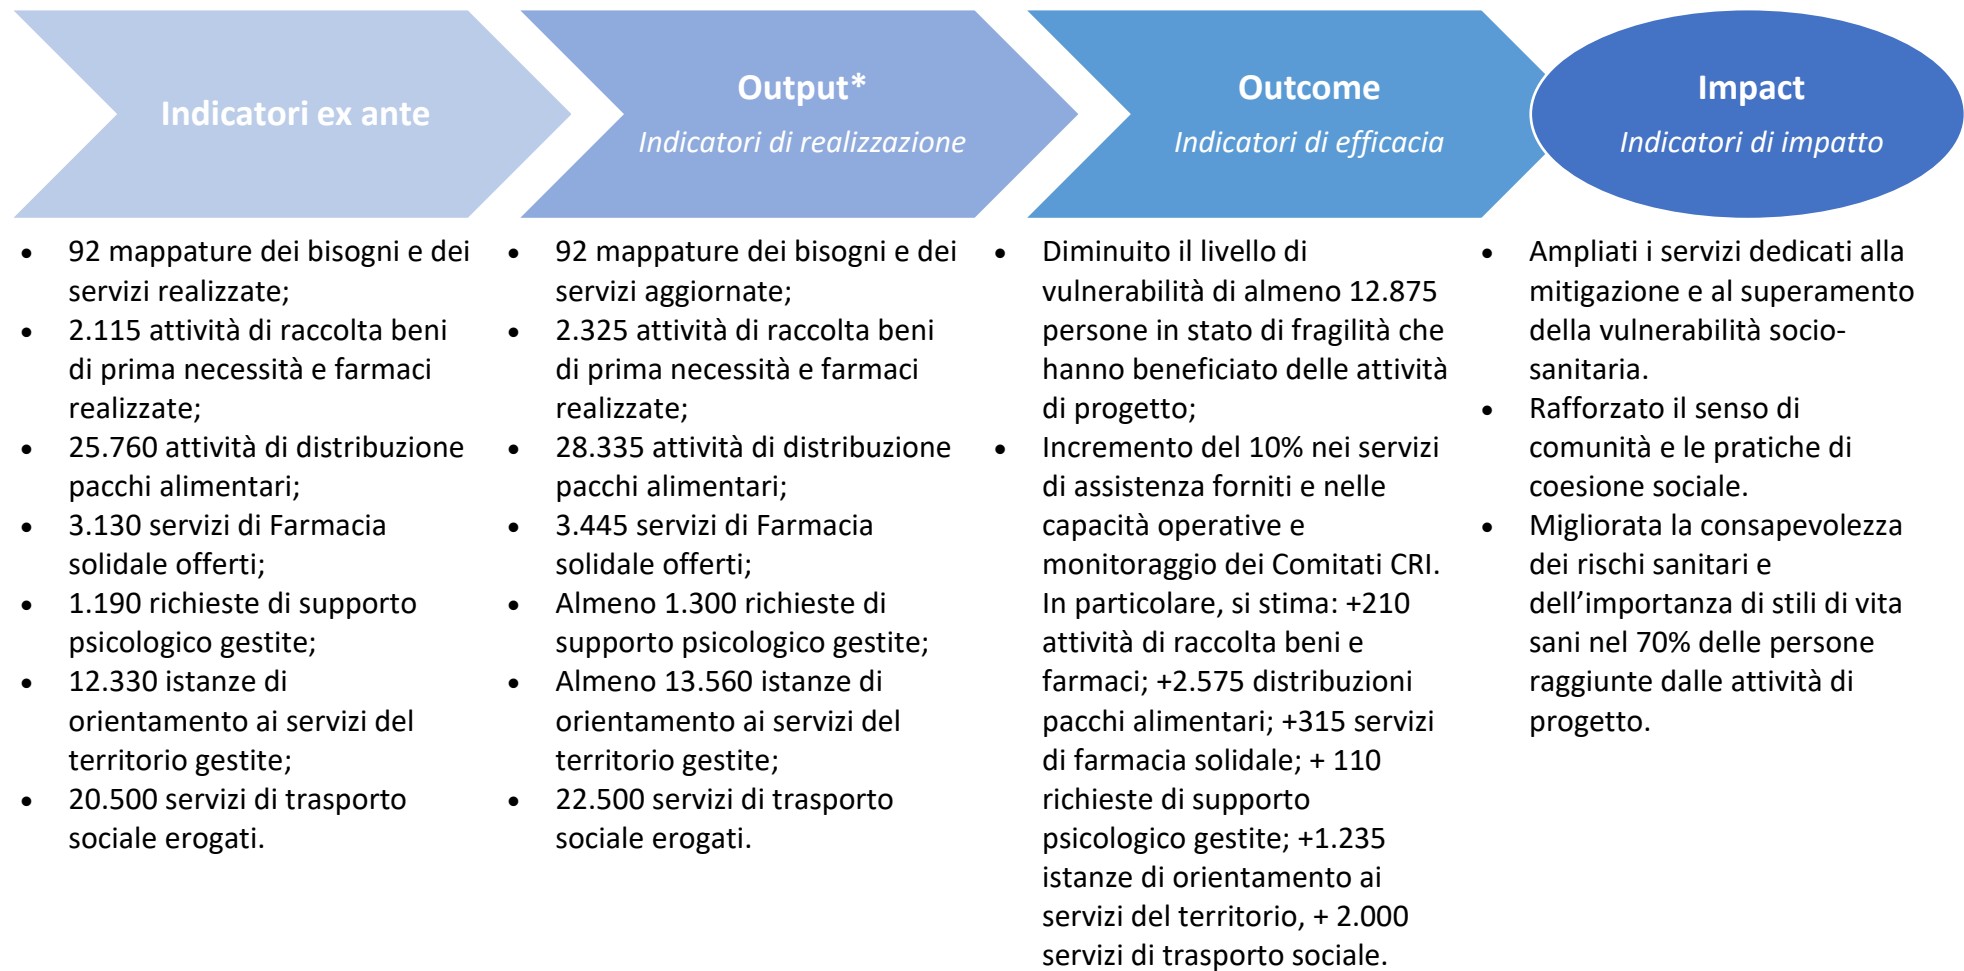 Indicatori ex ante
Output*
Indicatori di realizzazione
Outcome
Indicatori di efficacia
Impact
Indicatori di impatto
• 92 mappature dei bisogni e dei
servizi realizzate;
• 2.115 attività di raccolta beni
di prima necessità e farmaci
realizzate;
• 25.760 attività di distribuzione
pacchi alimentari;
• 3.130 servizi di Farmacia
solidale offerti;
• 1.190 richieste di supporto
psicologico gestite;
• 12.330 istanze di
orientamento ai servizi del
territorio gestite;
• 20.500 servizi di trasporto
sociale erogati.
• 92 mappature dei bisogni e dei
servizi aggiornate;
• 2.325 attività di raccolta beni
di prima necessità e farmaci
realizzate;
• 28.335 attività di distribuzione
pacchi alimentari;
• 3.445 servizi di Farmacia
solidale offerti;
• Almeno 1.300 richieste di
supporto psicologico gestite;
• Almeno 13.560 istanze di
orientamento ai servizi del
territorio gestite;
• 22.500 servizi di trasporto
sociale erogati.
• Diminuito il livello di
vulnerabilità di almeno 12.875
persone in stato di fragilità che
hanno beneficiato delle attività
di progetto;
• Incremento del 10% nei servizi
di assistenza forniti e nelle
capacità operative e
monitoraggio dei Comitati CRI.
In particolare, si stima: +210
attività di raccolta beni e
farmaci; +2.575 distribuzioni
pacchi alimentari; +315 servizi
di farmacia solidale; + 110
richieste di supporto
psicologico gestite; +1.235
istanze di orientamento ai
servizi del territorio, + 2.000
servizi di trasporto sociale.
• Ampliati i servizi dedicati alla
mitigazione e al superamento
della vulnerabilità socio-
sanitaria.
• Rafforzato il senso di
comunità e le pratiche di
coesione sociale.
• Migliorata la consapevolezza
dei rischi sanitari e
dell’importanza di stili di vita
sani nel 70% delle persone
raggiunte dalle attività di
progetto.